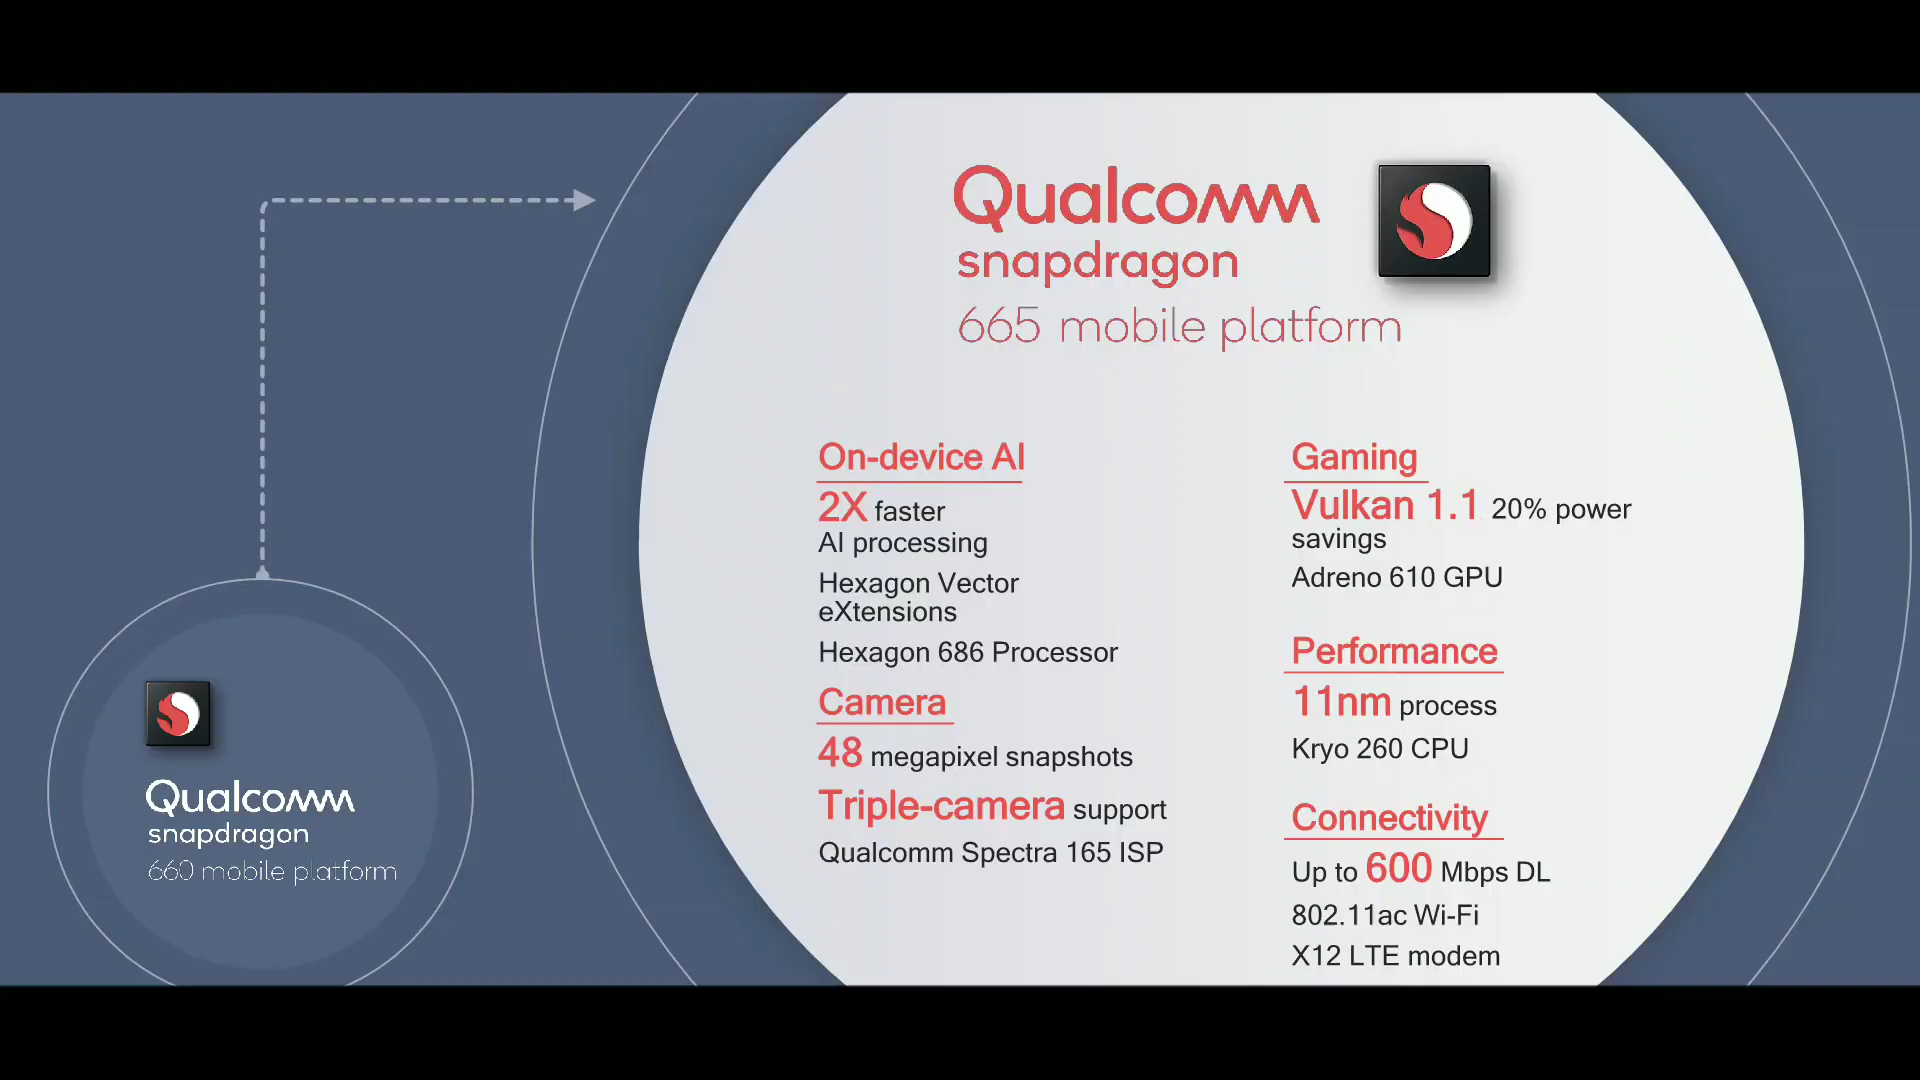 Qualcomm
snapdragon
665 mobile platform
On-device AI
2X faster
AI processing
Hexagon Vector
eXtensions
Hexagon 686 Processor
Camera
48 megapixel snapshots
Triple-camera support
Qualcomm Spectra 165 ISP
Gaming
Vulkan 1.1 20% power
savings
Adreno 610 GPU
Performance
11nm process
Kryo 260 CPU
Connectivity
Up to 600 Mbps DL
802.11ac Wi-Fi
X12 LTE modem
Qualcomm
snapdragon
660 mobile platform